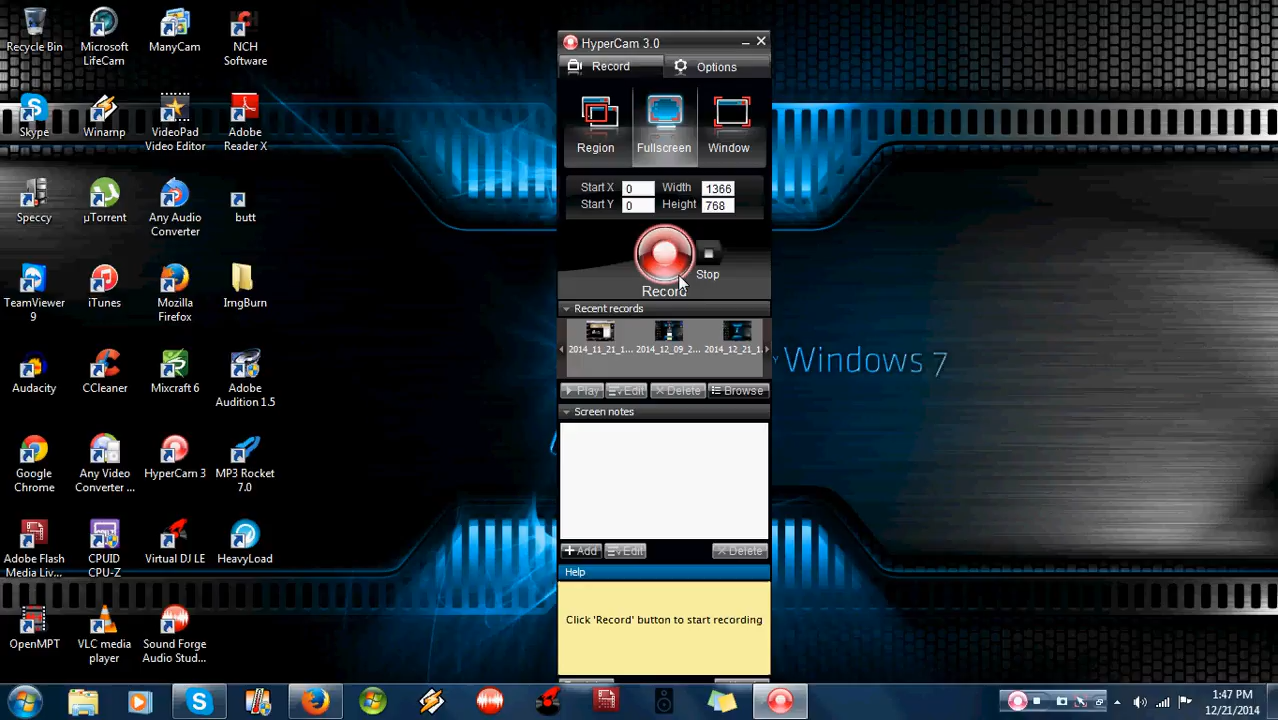 Recycle Bin
Microsoft
LifeCam
ManyCam
NCH
Software
Skype
Winamp
VideoPad
Video Editor
Adobe
Reader X
Speccy
µTorrent
Any Audio
Converter
butt
TeamViewer
9
iTunes
Mozilla
Firefox
ImgBurn
Audacity
CCleaner
Mixcraft 6
Adobe
Audition 1.5
Google
Chrome
Any Video
Converter ...
HyperCam 3
MP3 Rocket
7.0
Adobe Flash
Media Liv...
CPUID
CPU-Z
Virtual DJ LE
HeavyLoad
OpenMPT
VLC media
player
Sound Forge
Audio Stud...
HyperCam 3.0
Record
Options
Region
Fullscreen
Window
Start X 0 Width 1366
Start Y 0 Height 768
Stop
Record
Recent records
2014_11_21_1... 2014_12_09_2... 2014_12_21_1...
Play Edit Delete Browse
Screen notes
Add Edit Delete
Help
Click 'Record' button to start recording
Windows 7
1:47 PM
12/21/2014